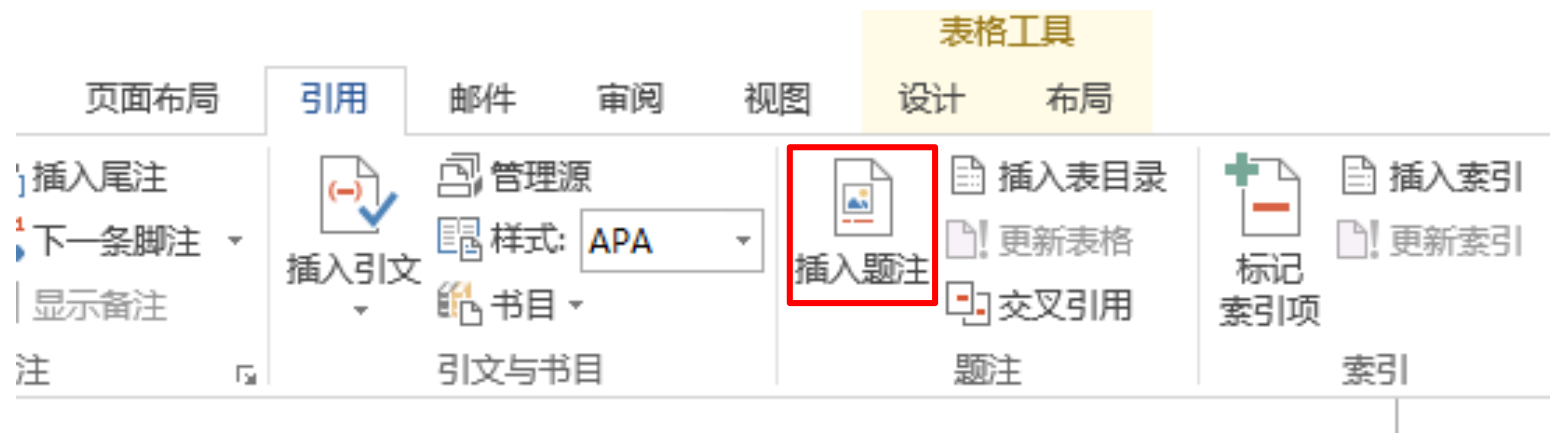 表格工具
页面布局 引用 邮件 审阅 视图 设计 布局
插入尾注 管理源 插入表目录 插入索引
下一条脚注 样式: APA 更新表格 更新索引
插入引文 插入题注 标记
显示备注 书目 交叉引用 索引项
注 引文与书目 题注 索引